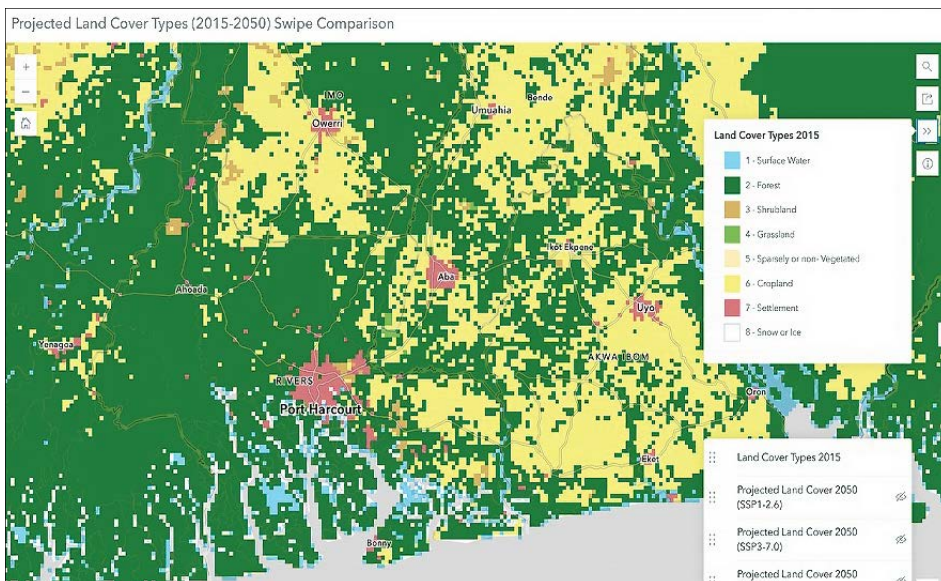 Projected Land Cover Types (2015-2050) Swipe Comparison
+
−
IMO
Owerri
Umuahia
Bende
Land Cover Types 2015
1 - Surface Water
2 - Forest
3 - Shrubland
4 - Grassland
5 - Sparsely or non- Vegetated
6 - Cropland
7 - Settlement
8 - Snow or Ice
Ikot Ekpene
Aba
Ahoada
Uyo
Yenagoa
AKWA IBOM
RIVERS
Port Harcourt
Oron
Eket
Bonny
Land Cover Types 2015
Projected Land Cover 2050
(SSP1-2.6)
Projected Land Cover 2050
(SSP3-7.0)
Projected Land Cover 2050